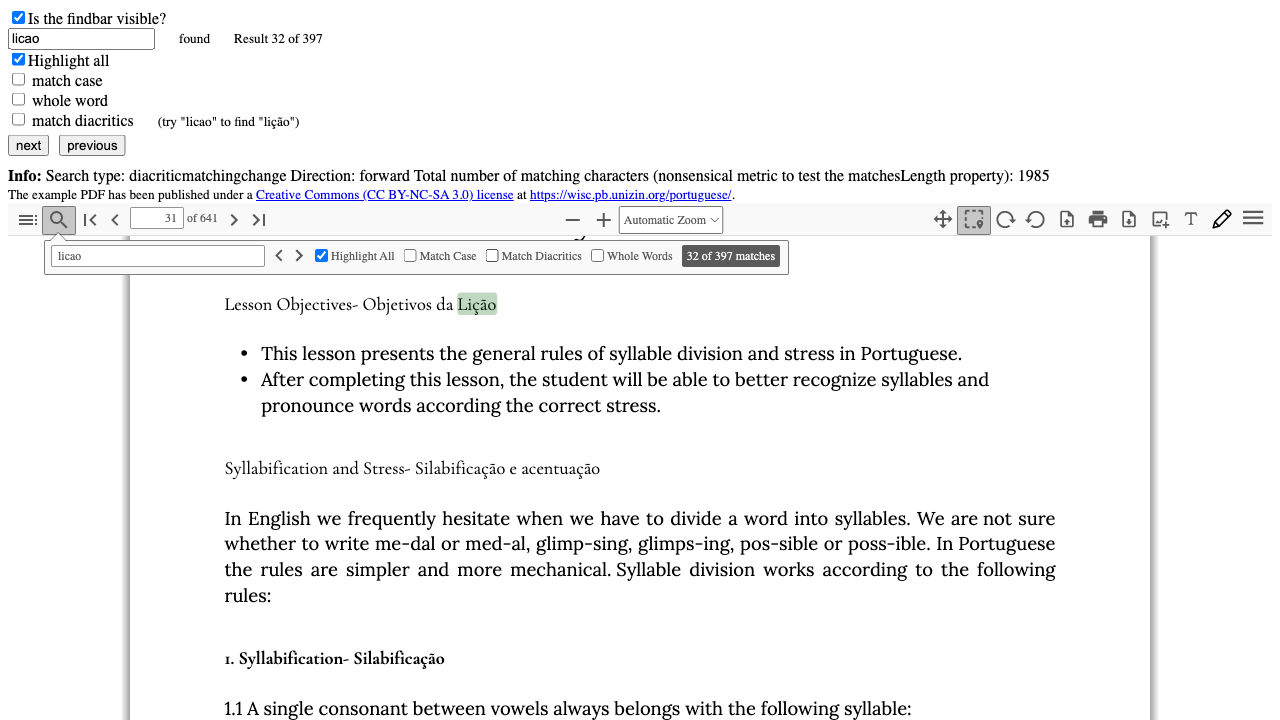 Is the findbar visible?
licao found Result 32 of 397
Highlight all
match case
whole word
match diacritics (try "licao" to find "lição")
next previous
Info: Search type: diacriticmatchingchange Direction: forward Total number of matching characters (nonsensical metric to test the matchesLength property): 1985
The example PDF has been published under a Creative Commons (CC BY-NC-SA 3.0) license at https://wisc.pb.unizin.org/portuguese/.
31 of 641 Automatic Zoom
licao Highlight All Match Case Match Diacritics Whole Words 32 of 397 matches
Lesson Objectives- Objetivos da Lição
• This lesson presents the general rules of syllable division and stress in Portuguese.
• After completing this lesson, the student will be able to better recognize syllables and
pronounce words according the correct stress.
Syllabification and Stress- Silabificação e acentuação
In English we frequently hesitate when we have to divide a word into syllables. We are not sure
whether to write me-dal or med-al, glimp-sing, glimps-ing, pos-sible or poss-ible. In Portuguese
the rules are simpler and more mechanical. Syllable division works according to the following
rules:
1. Syllabification- Silabificação
1.1 A single consonant between vowels always belongs with the following syllable: